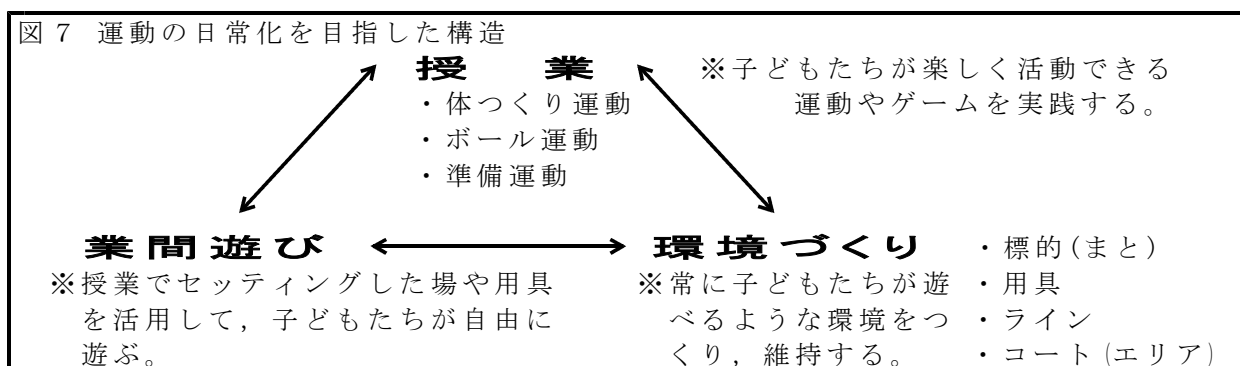 図7 運動の日常化を目指した構造
授 業
※子どもたちが楽しく活動できる
運動やゲームを実践する。
・体つくり運動
・ボール運動
・準備運動
業間遊び
※授業でセッティングした場や用具
を活用して,子どもたちが自由に
遊ぶ。
環境づくり
※常に子どもたちが遊
べるような環境をつ
くり,維持する。
・標的(まと)
・用具
・ライン
・コート(エリア)